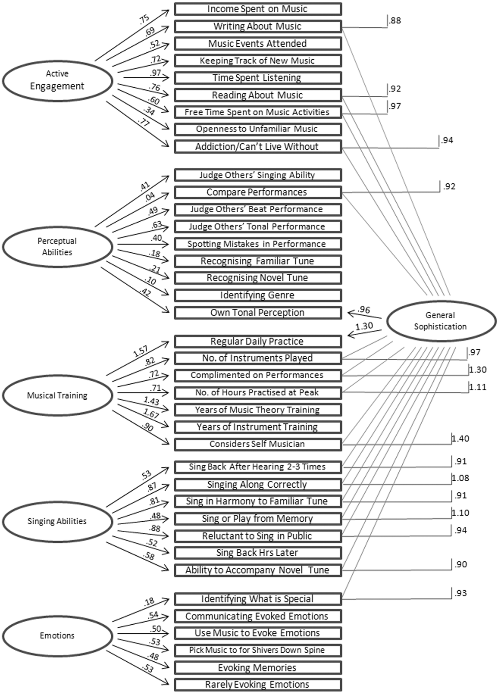 Income Spent on Music
.75
Writing About Music
.88
.69
Music Events Attended
.52
Keeping Track of New Music
.72
Active
Engagement
Time Spent Listening
.97
Reading About Music
.92
.76
Free Time Spent on Music Activities
.97
.60
Openness to Unfamiliar Music
.34
Addiction/Can't Live Without
.94
.77
Judge Others' Singing Ability
.41
Compare Performances
.92
.04
Judge Others' Beat Performance
.49
Judge Others' Tonal Performance
.63
Perceptual
Abilities
Spotting Mistakes in Performance
.40
Recognising Familiar Tune
.18
Recognising Novel Tune
.21
Identifying Genre
.10
Own Tonal Perception
.42
.96
General
Sophistication
1.30
Regular Daily Practice
1.57
No. of Instruments Played
.97
.82
Complimented on Performances
1.30
.72
Musical Training
No. of Hours Practised at Peak
1.11
.71
Years of Music Theory Training
1.43
Years of Instrument Training
1.67
Considers Self Musician
1.40
.90
Sing Back After Hearing 2-3 Times
.91
.53
Singing Along Correctly
1.08
.87
Sing in Harmony to Familiar Tune
.91
.81
Singing Abilities
Sing or Play from Memory
1.10
.48
Reluctant to Sing in Public
.94
.88
Sing Back Hrs Later
.52
Ability to Accompany Novel Tune
.90
.58
Identifying What is Special
.93
.18
Communicating Evoked Emotions
.54
Use Music to Evoke Emotions
.50
Emotions
Pick Music to for Shivers Down Spine
.53
Evoking Memories
.48
Rarely Evoking Emotions
.53